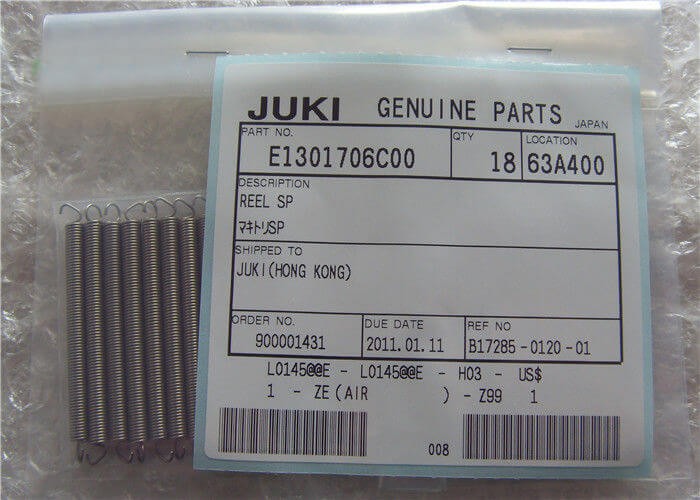 JUKI GENUINE PARTS JAPAN
PART NO. QTY LOCATION
E1301706C00 18 63A400
DESCRIPTION
REEL SP
マキトリSP
SHIPPED TO
JUKI(HONG KONG)
ORDER NO. DUE DATE REF NO
900001431 2011.01.11 B17285-0120-01
L0145@@E - L0145@@E - H03 - US$
1 - ZE(AIR ) - Z99 1
008